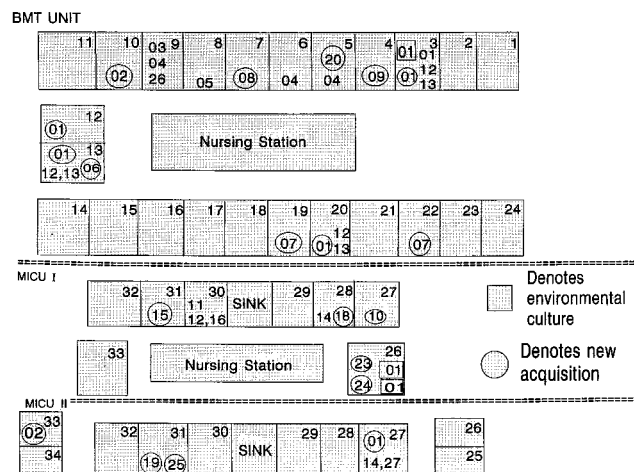 BMT UNIT
11 10 03 9 8 7 6 5 4 01 3 2 1
04 20 01
02 26 05 08 04 04 09 01 12
13
12
01
13
01 06
12,13
Nursing Station
14 15 16 17 18 19 20 21 22 23 24
12
07 01 13 07
MICU I
32 31 30 SINK 29 28 27
11
15 12,16 14 18 10
Denotes
environmental
culture
33
Nursing Station
26
23 01
24 01
Denotes new
acquisition
MICU II
33
02
34
32 31 30 SINK 29 28 01 27
19 25 14,27
26
25